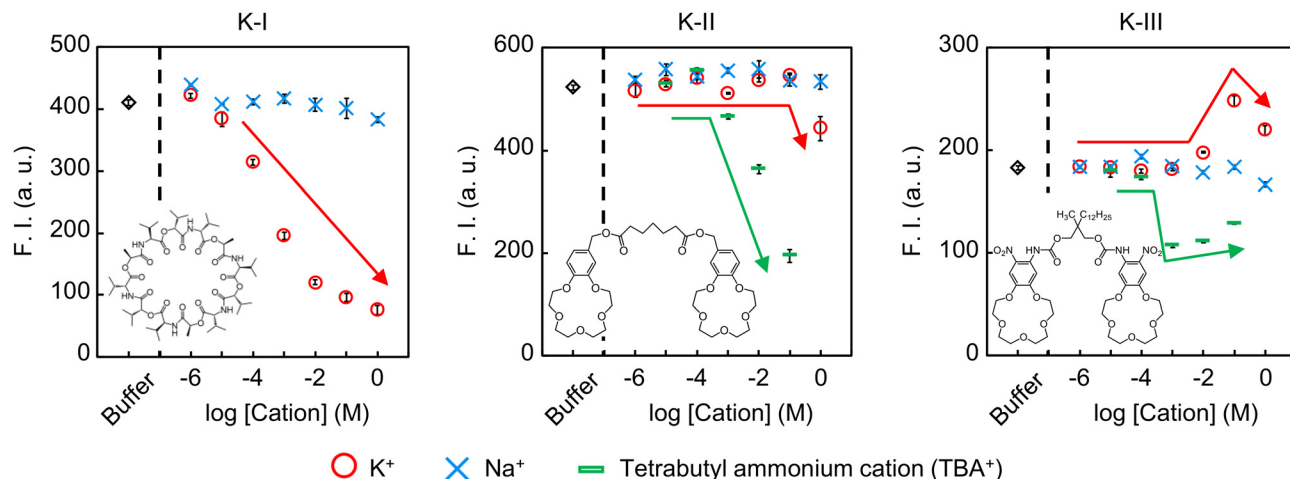 K-I
K-II
K-III
F. I. (a. u.)
500
400
300
200
100
0
Buffer
-6
-4
-2
0
log [Cation] (M)
O
O
NH
O
H
N
F. I. (a. u.)
600
400
200
0
Buffer
-6
-4
-2
0
log [Cation] (M)
O
O
O
O
O
O
O
O
O
O
O
O
O
O
F. I. (a. u.)
300
200
100
0
Buffer
-6
-4
-2
0
log [Cation] (M)
H₃C
C₁₂H₂₅
O
O
NO₂
HN
O
O
NH
NO₂
O
O
O
O
O
O
O
O
O
O
K⁺
Na⁺
Tetrabutyl ammonium cation (TBA⁺)